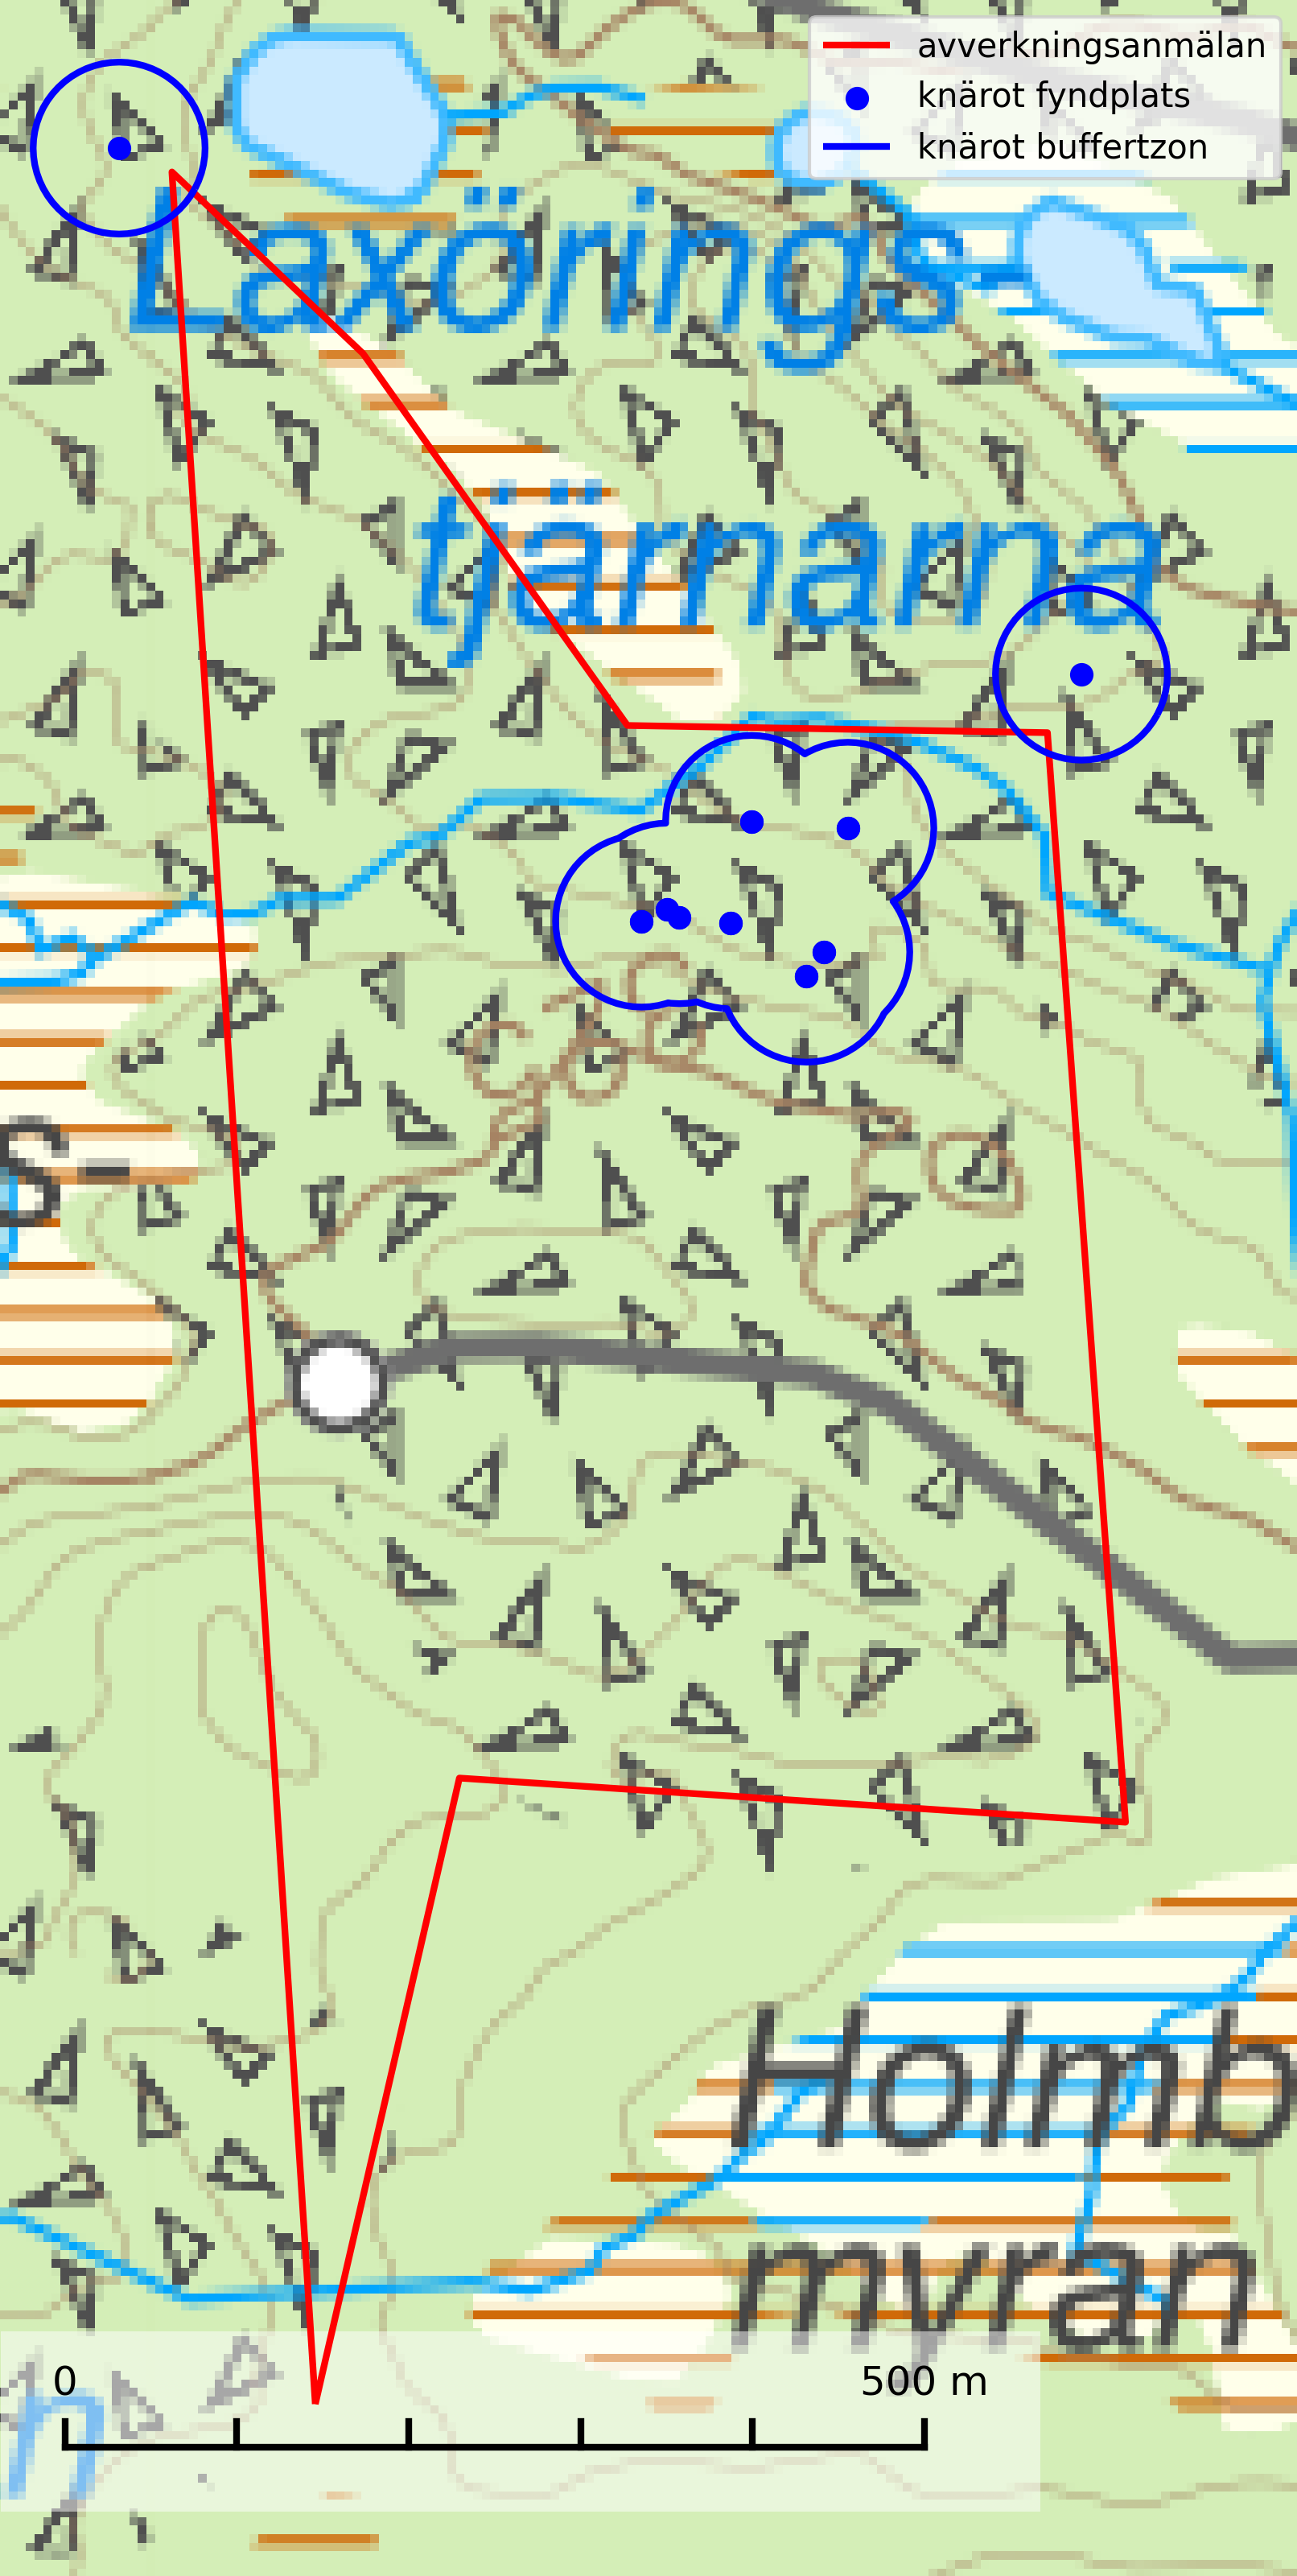 avverkningsanmälan
knärot fyndplats
knärot buffertzon
Laxörings
tjärnarna
S-
Holmb
myran
0 500 m
n